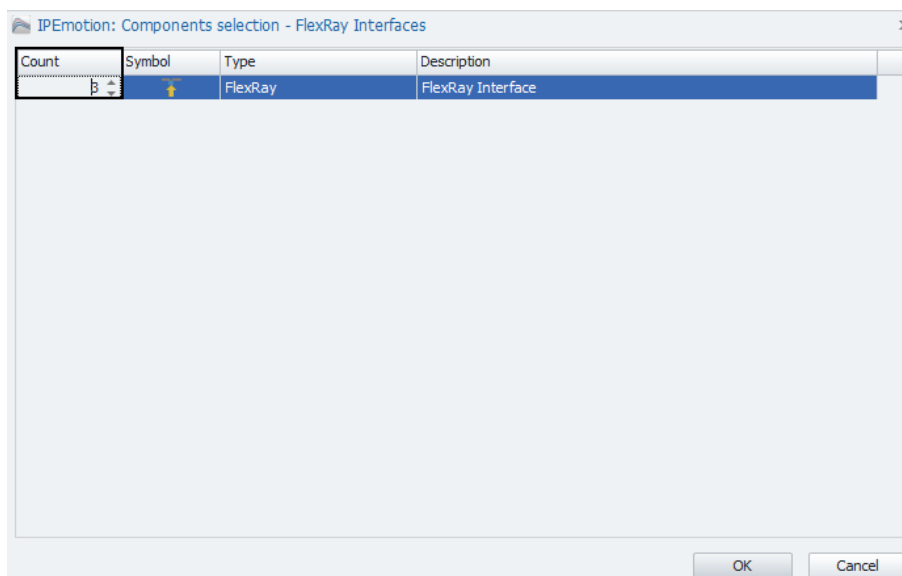 IPEmotion: Components selection - FlexRay Interfaces
Count Symbol Type Description
3 FlexRay FlexRay Interface
OK Cancel